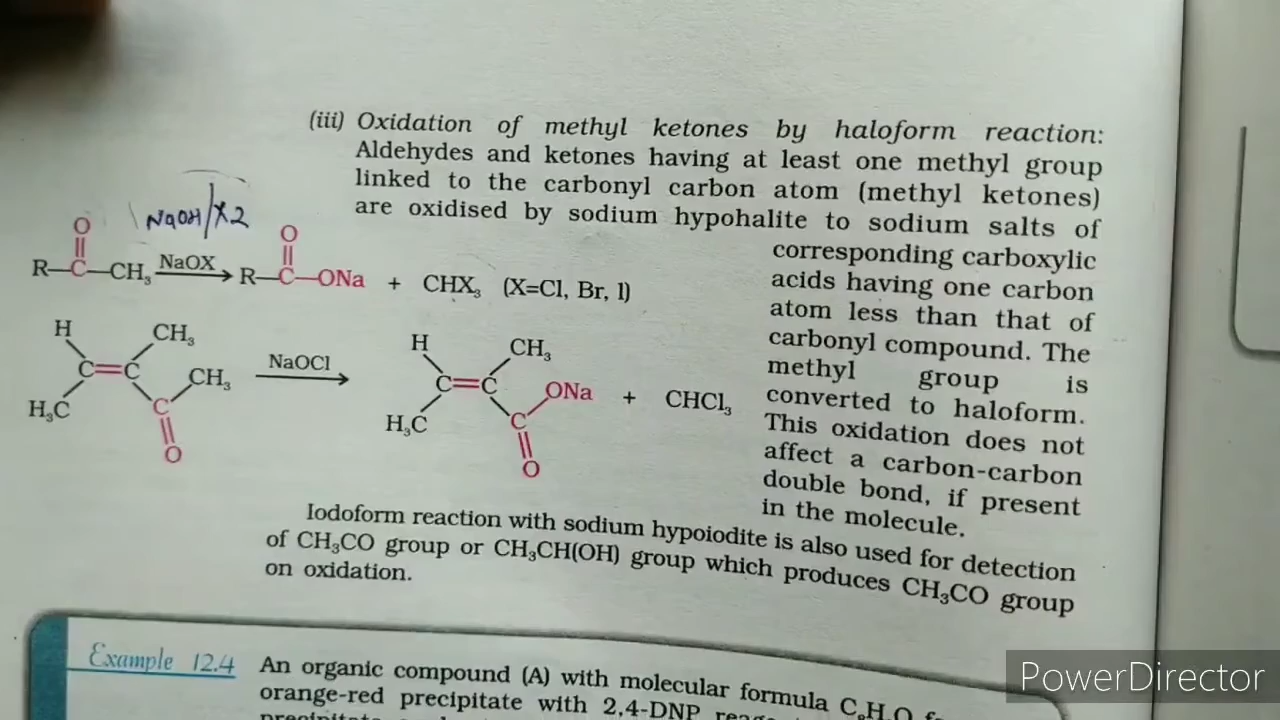 (iii) Oxidation of methyl ketones by haloform reaction:
Aldehydes and ketones having at least one methyl group
linked to the carbonyl carbon atom (methyl ketones)
are oxidised by sodium hypohalite to sodium salts of
corresponding carboxylic
acids having one carbon
atom less than that of
carbonyl compound. The
methyl group is
converted to haloform.
This oxidation does not
affect a carbon-carbon
double bond, if present
in the molecule.
NaOH/X2
O O
R—C—CH₃ NaOX R—C—ONa + CHX₃ (X=Cl, Br, I)
H CH₃ H CH₃
C=C CH₃ NaOCl C=C ONa + CHCl₃
H₃C C H₃C C
O O
Iodoform reaction with sodium hypoiodite is also used for detection
of CH₃CO group or CH₃CH(OH) group which produces CH₃CO group
on oxidation.
Example 12.4 An organic compound (A) with molecular formula
orange-red precipitate with 2,4-DNP
PowerDirector